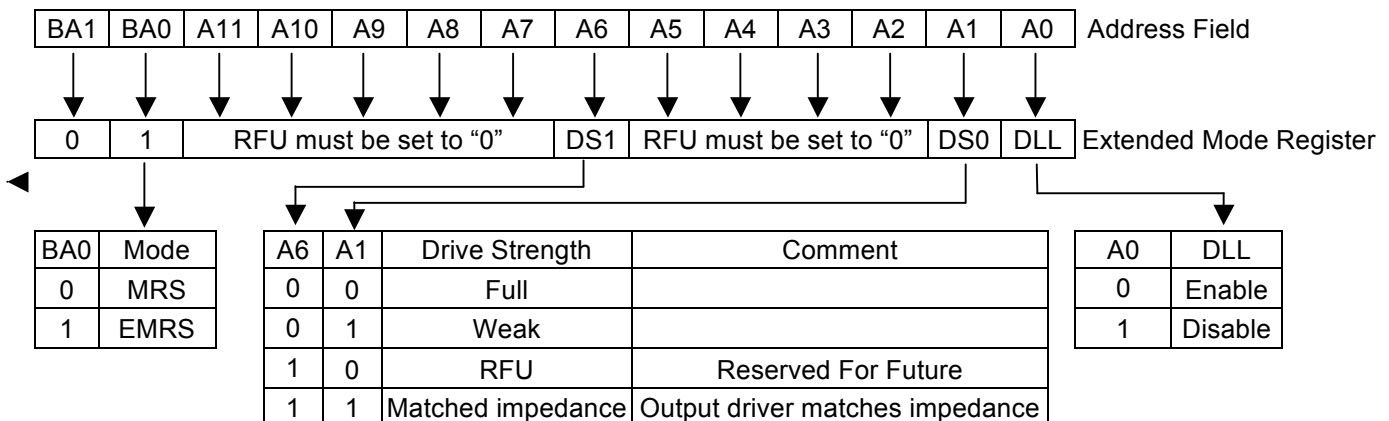 BA1 BA0 A11 A10 A9 A8 A7 A6 A5 A4 A3 A2 A1 A0 Address Field
0 1 RFU must be set to “0” DS1 RFU must be set to “0” DS0 DLL Extended Mode Register
BA0 Mode A6 A1 Drive Strength Comment A0 DLL
0 MRS 0 0 Full 0 Enable
1 EMRS 0 1 Weak 1 Disable
1 0 RFU Reserved For Future
1 1 Matched impedance Output driver matches impedance